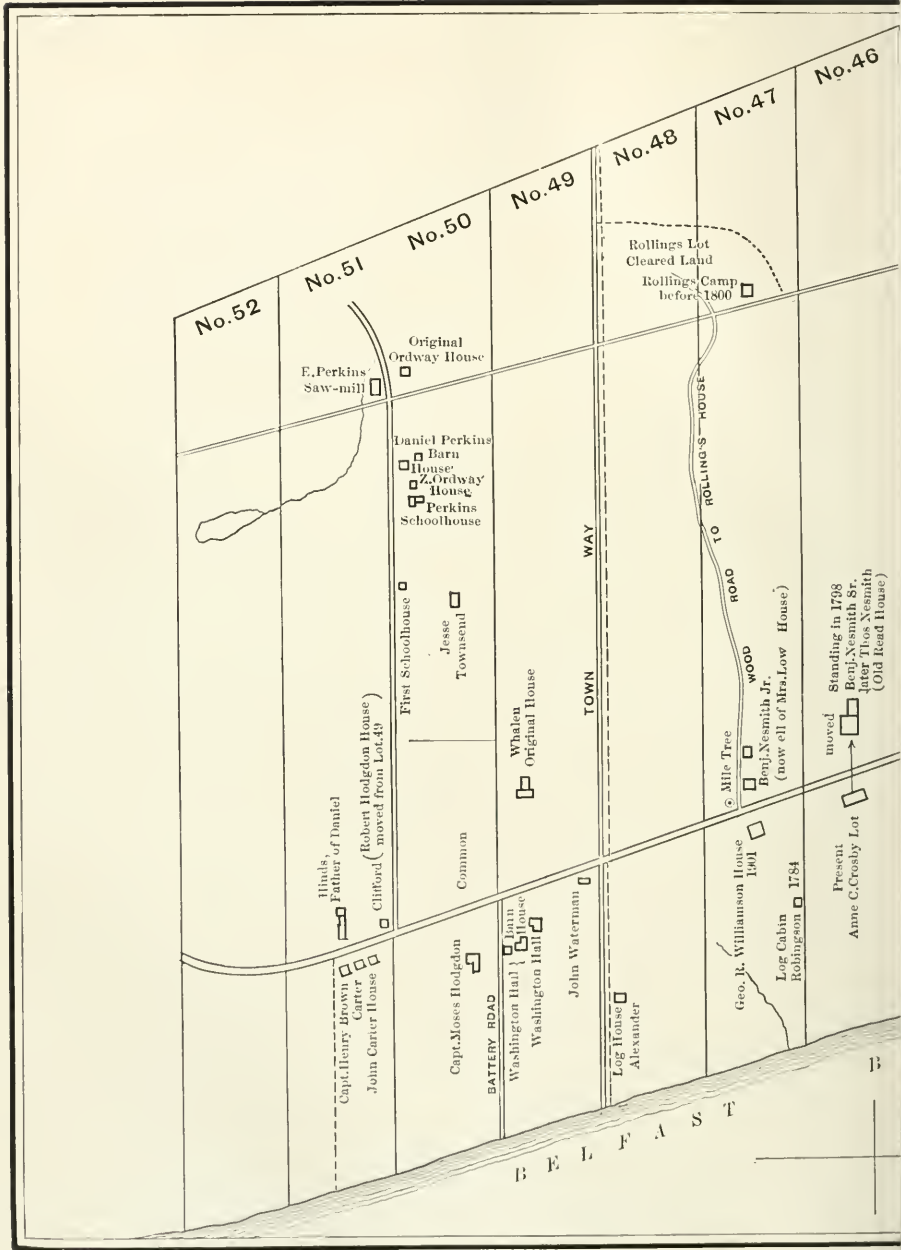 No.46
No.47
No.48
No.49
No.50
No.51
No.52
Rollings Lot
Cleared Land
Rollings Camp
before 1800
Original
Ordway House
E.Perkins'
Saw-mill
Daniel Perkins
Barn
House
Z.Ordway
House
Perkins
Schoolhouse
First Schoolhouse
Jesse
Townsend
TOWN WAY
WOOD ROAD TO ROLLING'S HOUSE
Whalen
Original House
Standing in 1798
Benj.Nesmith Sr.
later Thos Nesmith
(Old Read House)
moved
Benj.Nesmith Jr.
(now ell of Mrs.Low House)
Mile Tree
Hinds,
Father of Daniel
Clifford (Robert Hodgdon House
moved from Lot.49)
Common
Present
Anne C.Crosby Lot
Geo. R. Williamson House
1901
Log Cabin 1784
Robingson
Capt.Henry Brown
Carter
John Carter House
Capt.Moses Hodgdon
BATTERY ROAD
Washington Hall } Barn
House
Washington Hall
John Waterman
Log House
Alexander
BELFAST
B